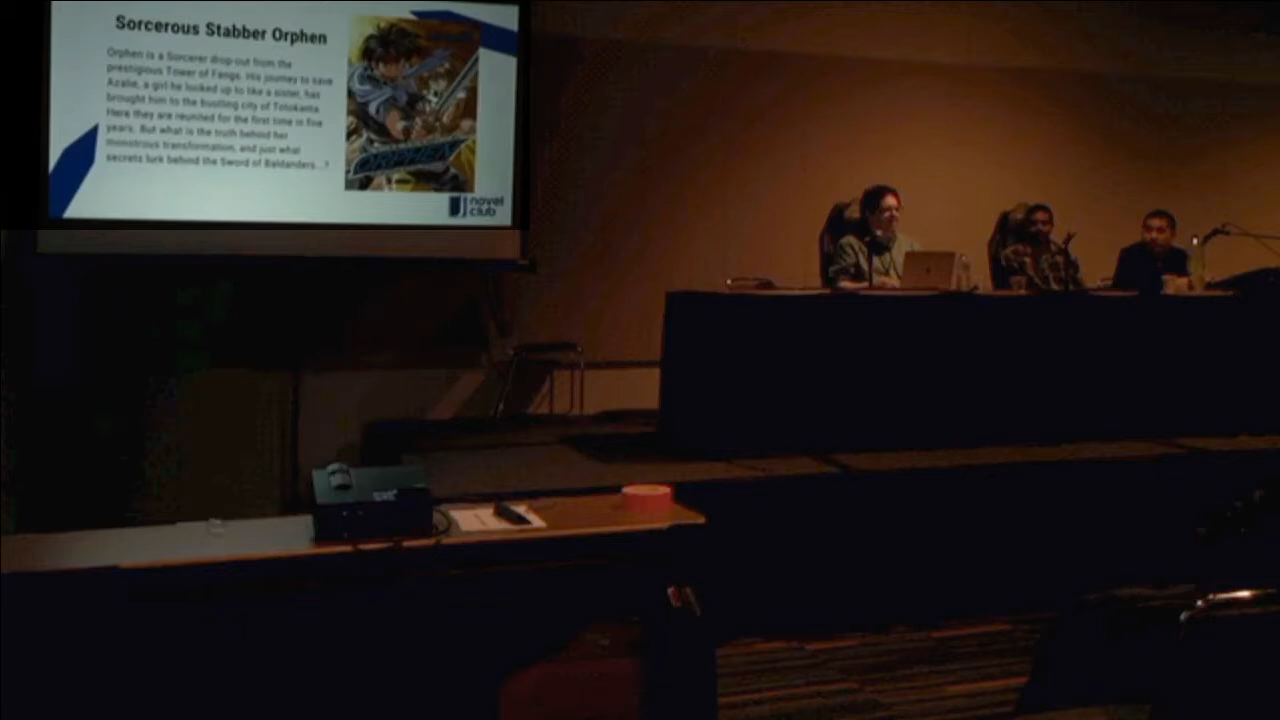 Sorcerous Stabber Orphen
Orphen is a Sorcerer drop-out from the
prestigious Tower of Fangs. His journey to save
Azalie, a girl he looked up to like a sister, has
brought him to the bustling city of Totokanta.
Here they are reunited for the first time in five
years. But what is the truth behind her
monstrous transformation, and just what
secrets lurk behind the Sword of Baldanders...?
ORPHEN
J novel
club